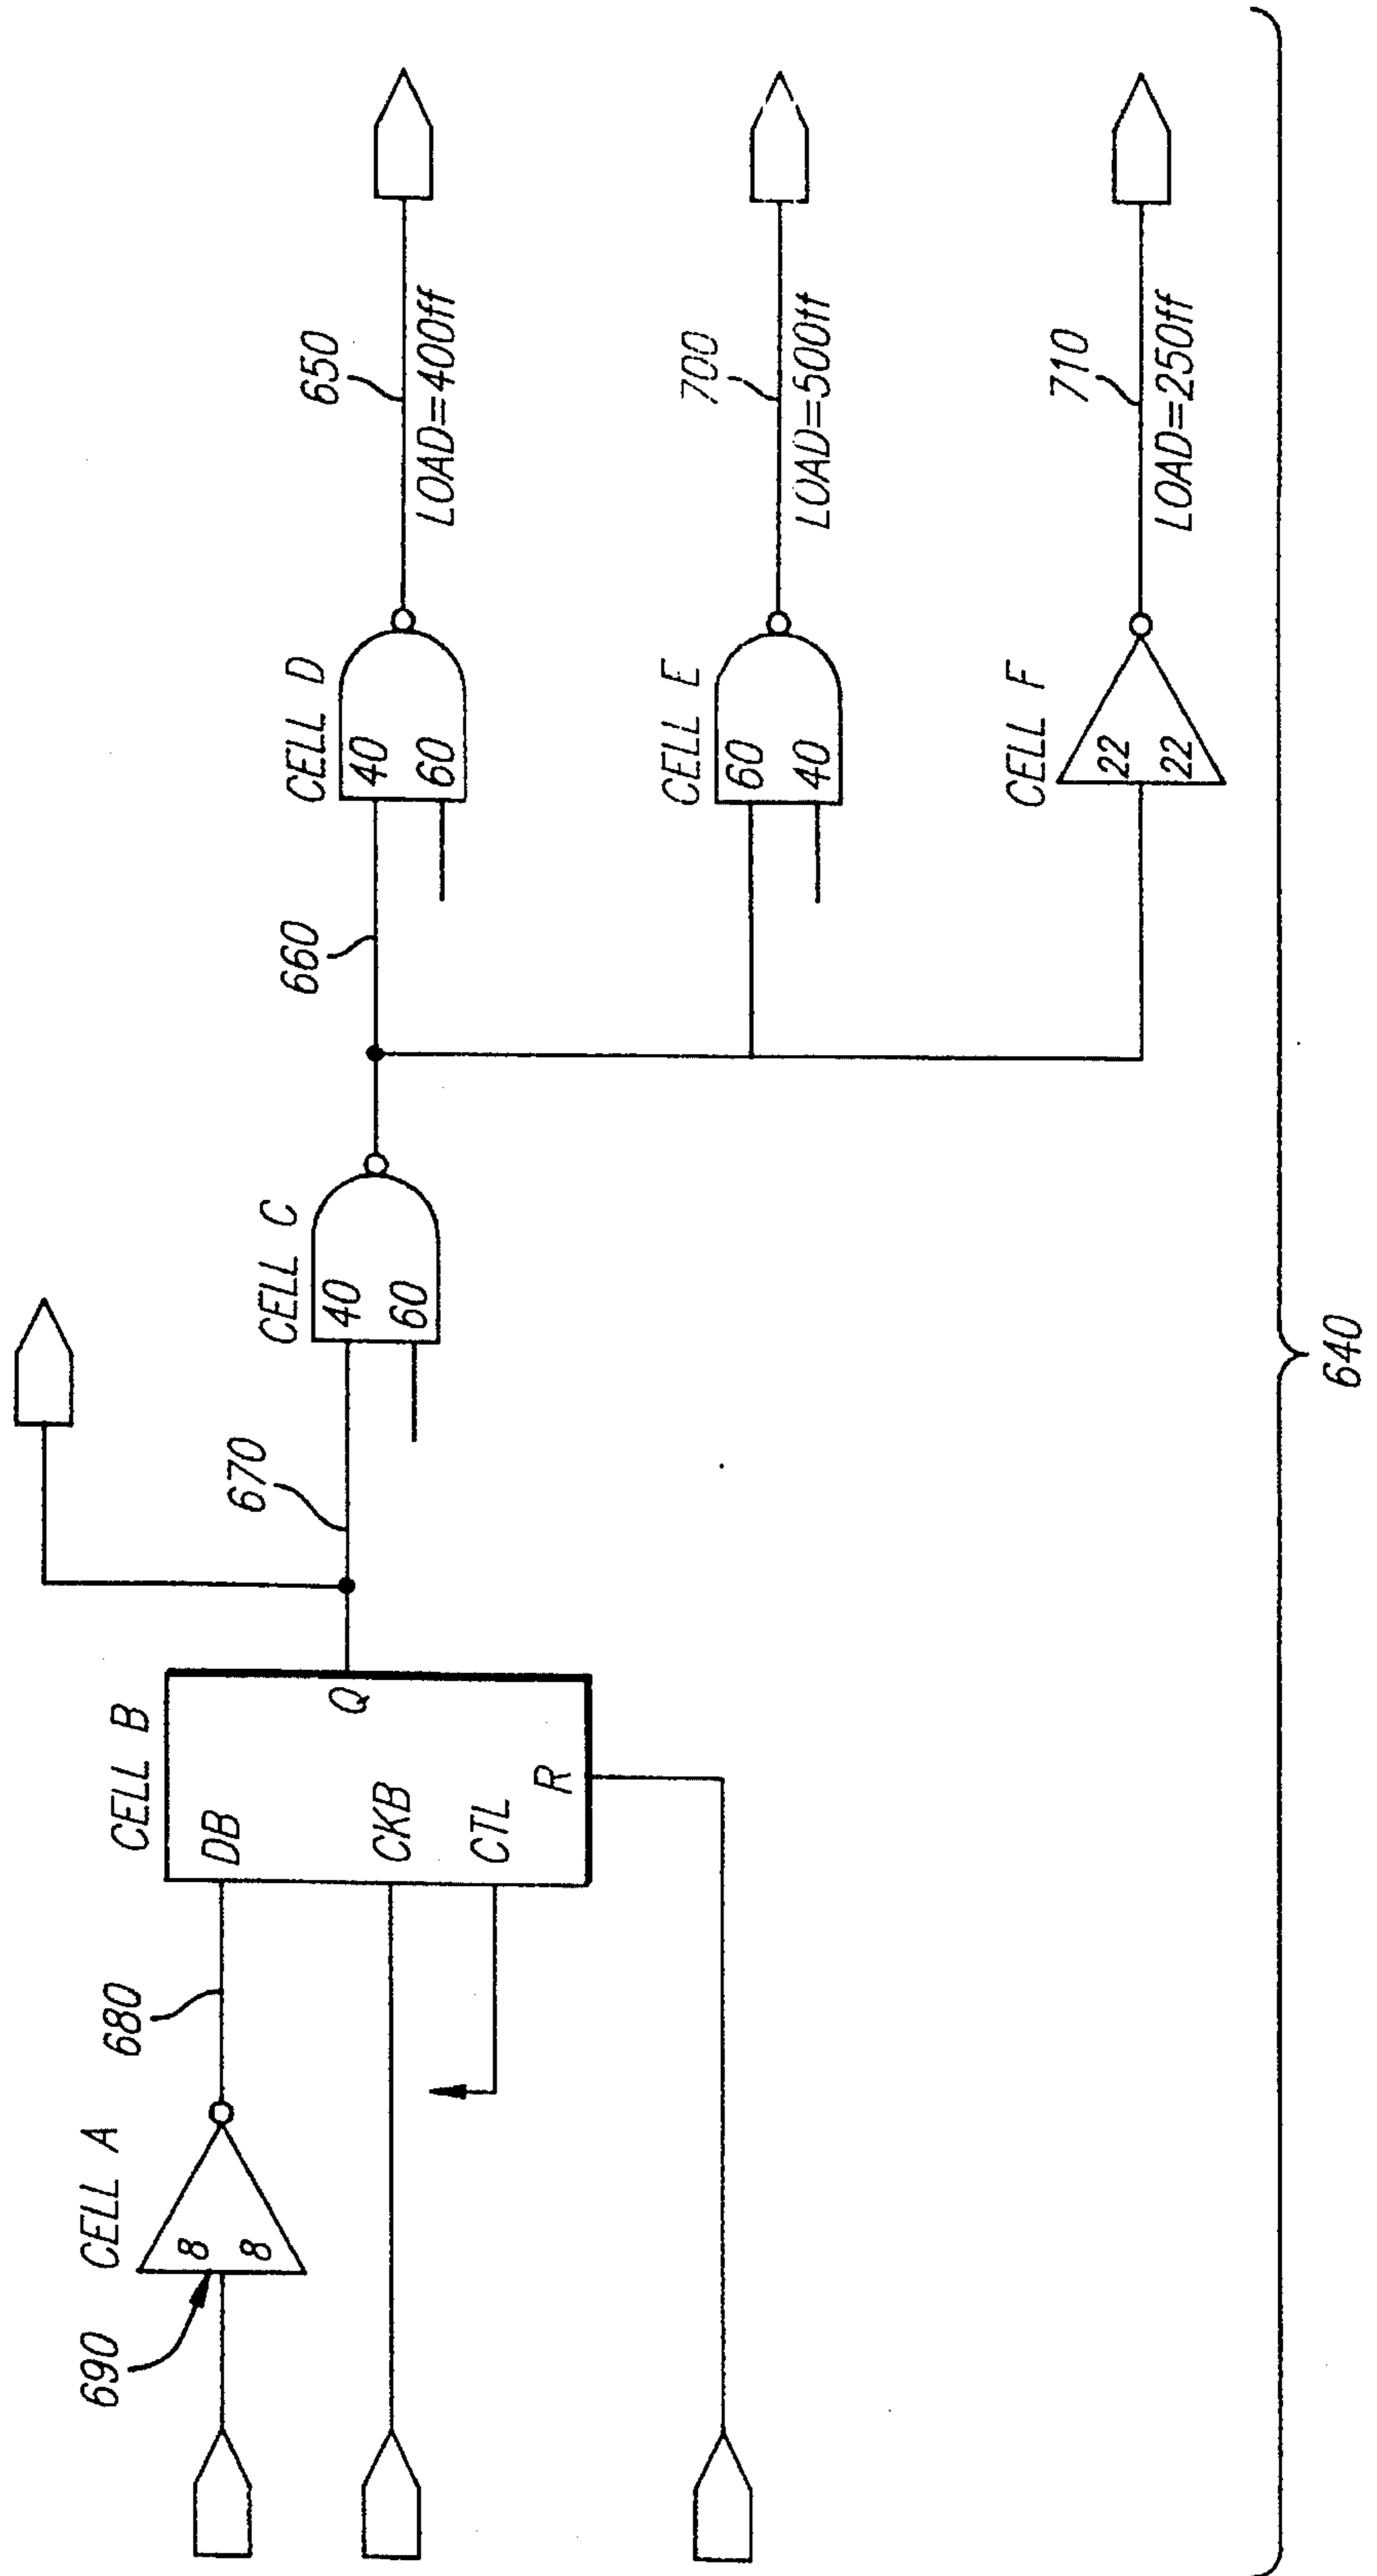 690
CELL A
8
8
680
CELL B
DB
CKB
CTL
R
Q
670
CELL C
40
60
660
CELL D
40
60
650
LOAD=400ff
CELL E
60
40
700
LOAD=500ff
CELL F
22
22
710
LOAD=250ff
640